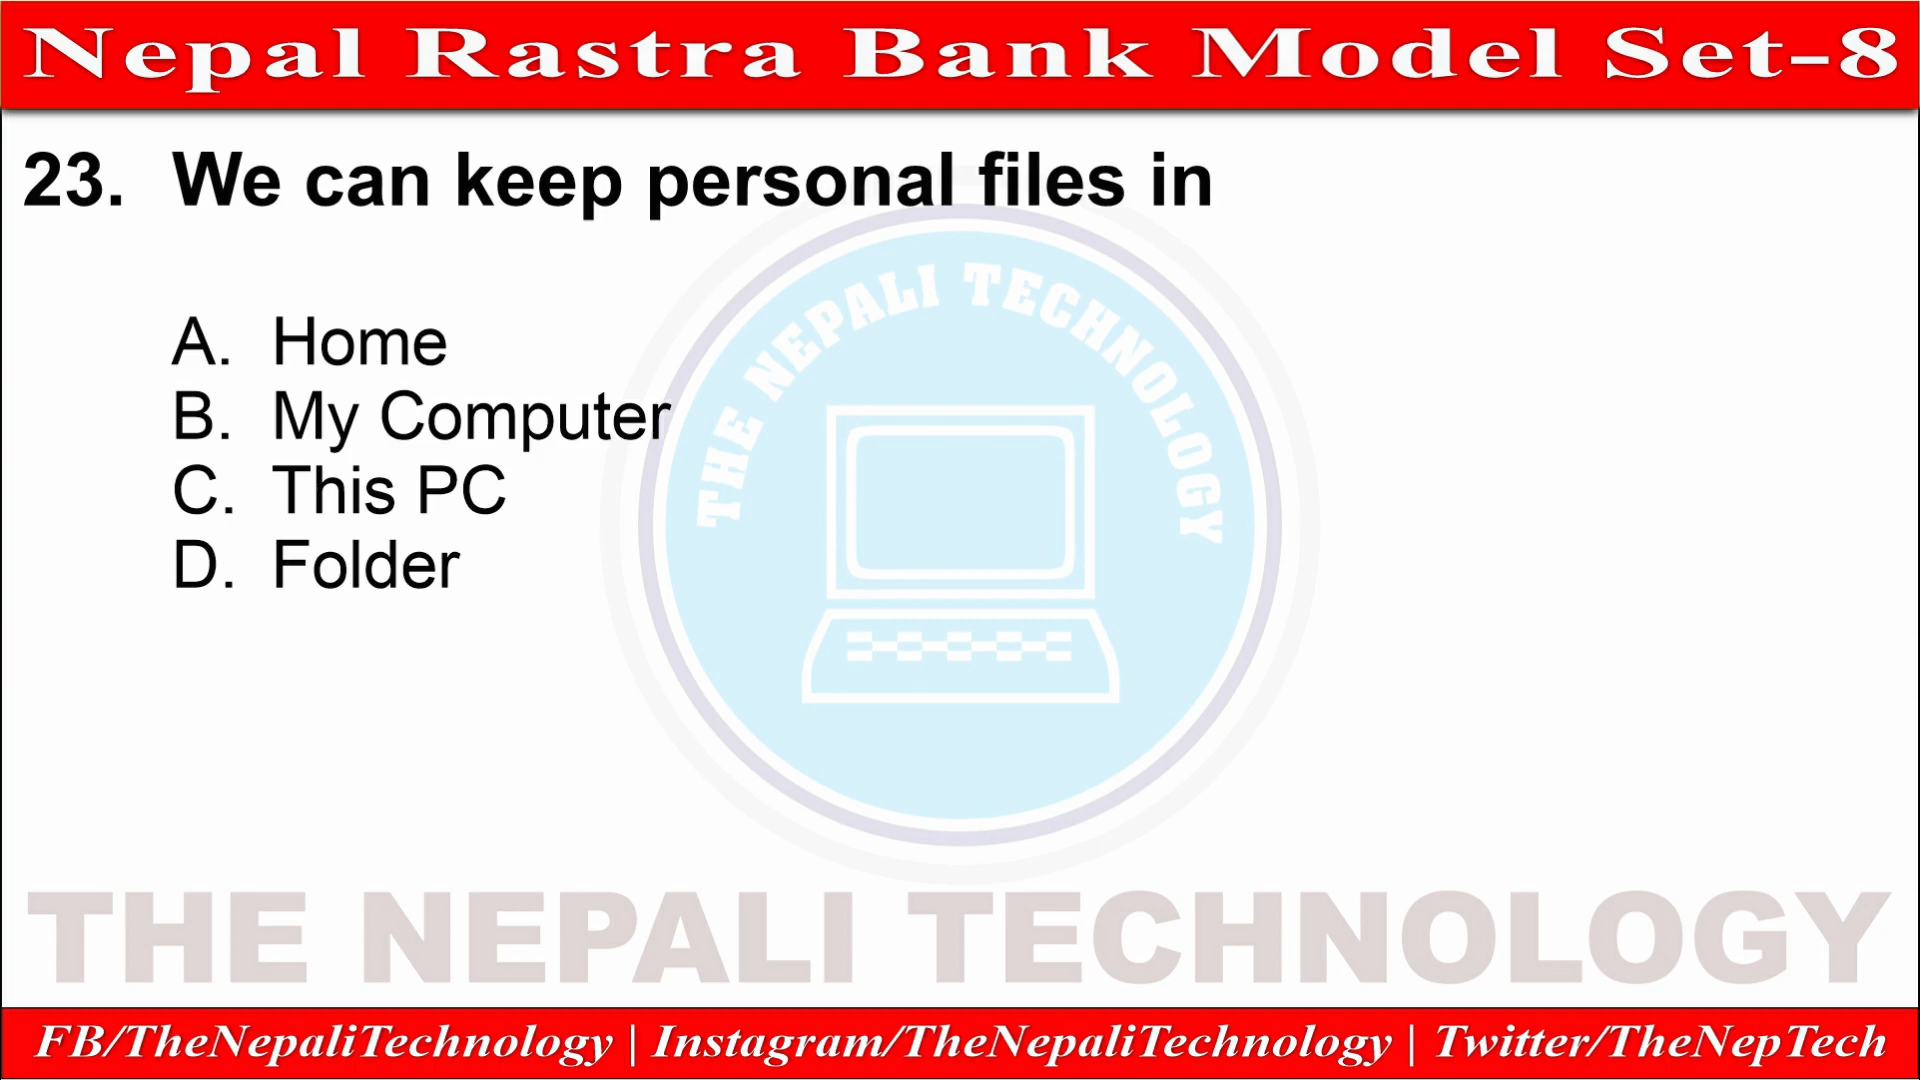 Nepal Rastra Bank Model Set-8
23. We can keep personal files in
A. Home
B. My Computer
C. This PC
D. Folder
THE NEPALI TECHNOLOGY
THE NEPALI TECHNOLOGY
FB/TheNepaliTechnology | Instagram/TheNepaliTechnology | Twitter/TheNepTech